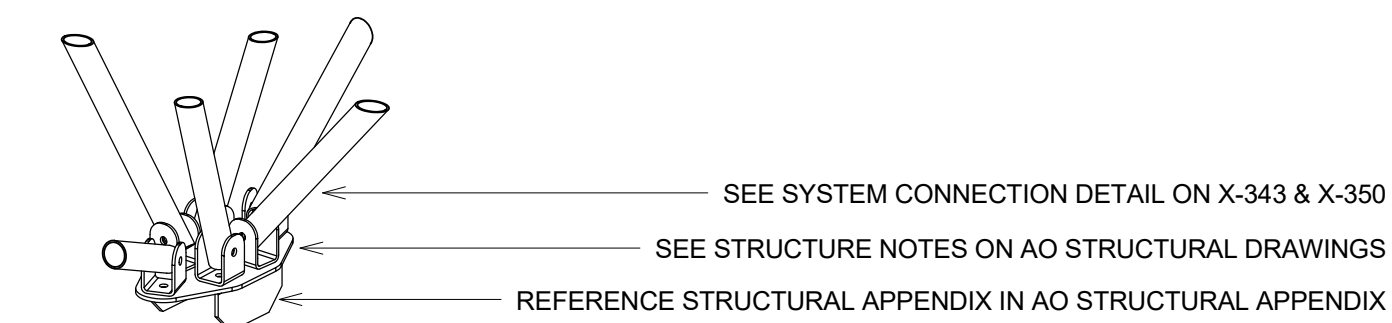 SEE SYSTEM CONNECTION DETAIL ON X-343 & X-350
SEE STRUCTURE NOTES ON AO STRUCTURAL DRAWINGS
REFERENCE STRUCTURAL APPENDIX IN AO STRUCTURAL APPENDIX